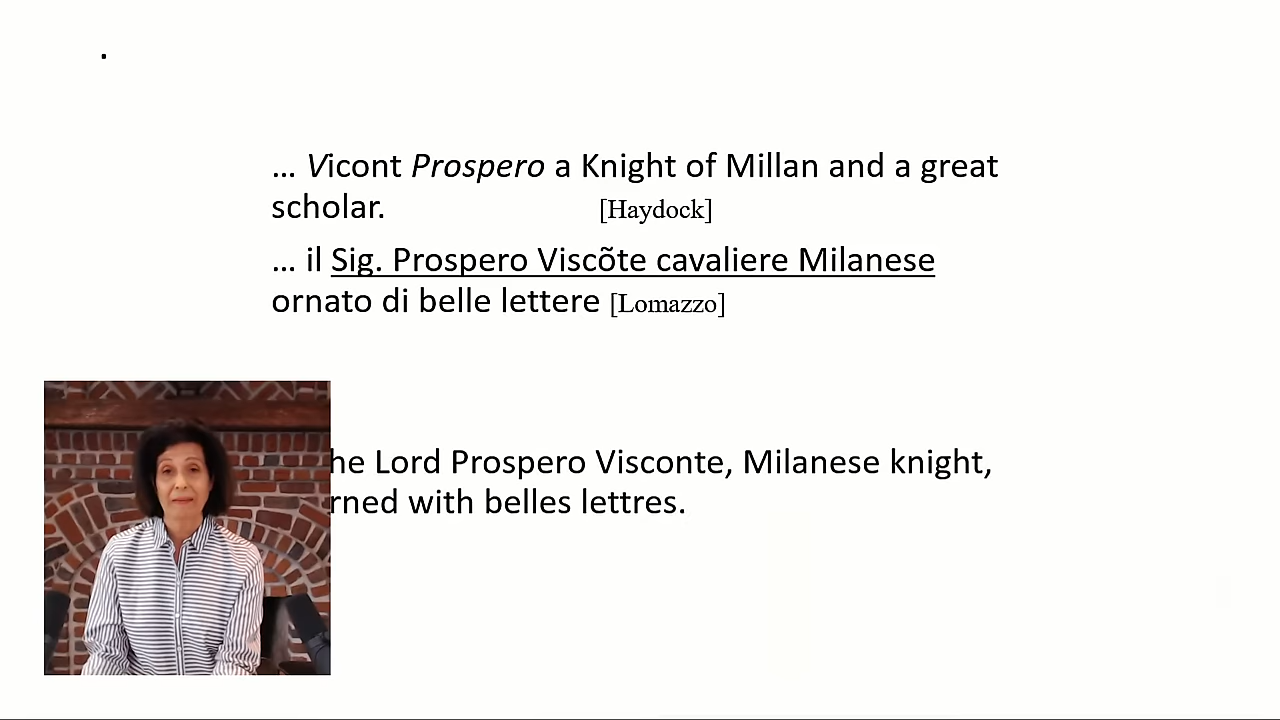 .
… Vicont Prospero a Knight of Millan and a great
scholar. [Haydock]
… il Sig. Prospero Viscõte cavaliere Milanese
ornato di belle lettere [Lomazzo]
he Lord Prospero Visconte, Milanese knight,
rned with belles lettres.